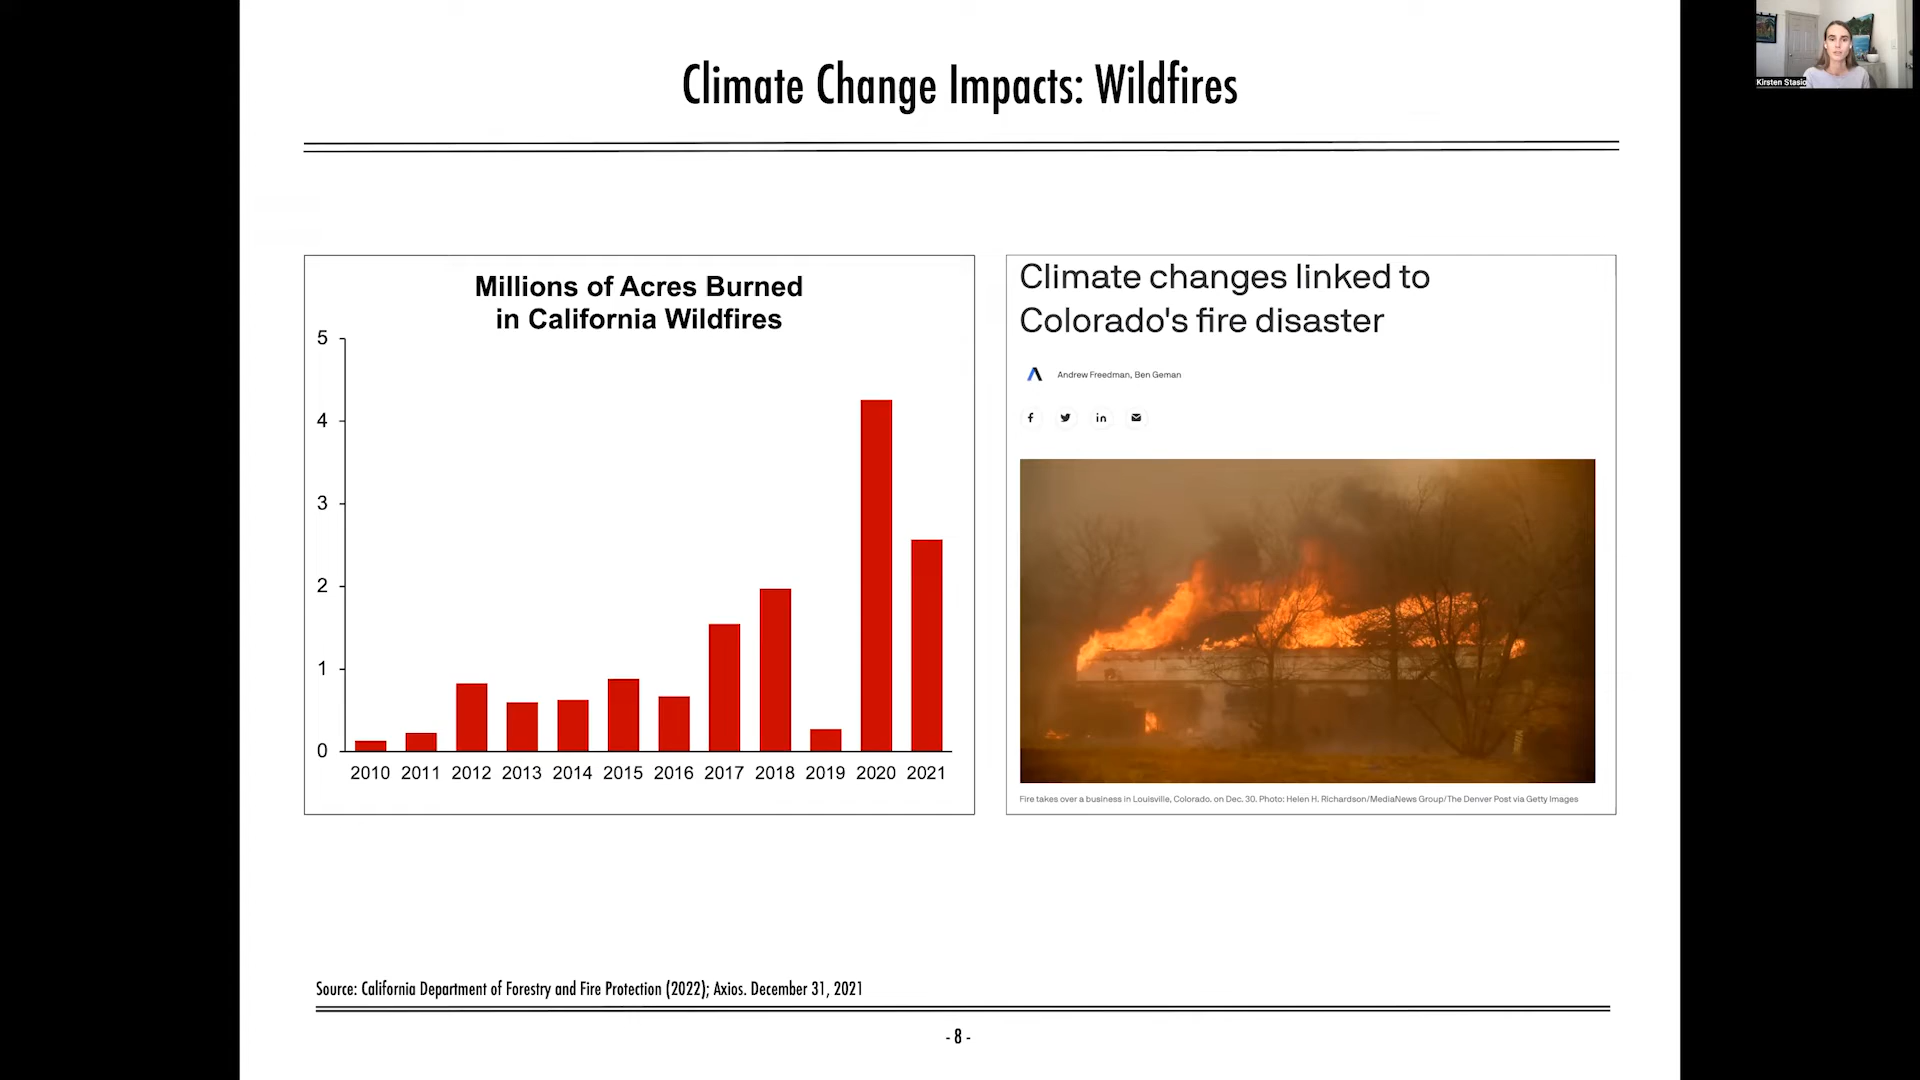 Climate Change Impacts: Wildfires
Kirsten Stasio
Millions of Acres Burned
in California Wildfires
5
4
3
2
1
0
2010 2011 2012 2013 2014 2015 2016 2017 2018 2019 2020 2021
Climate changes linked to
Colorado's fire disaster
Andrew Freedman, Ben Geman
Fire takes over a business in Louisville, Colorado. on Dec. 30. Photo: Helen H. Richardson/MediaNews Group/The Denver Post via Getty Images
Source: California Department of Forestry and Fire Protection (2022); Axios. December 31, 2021
- 8 -